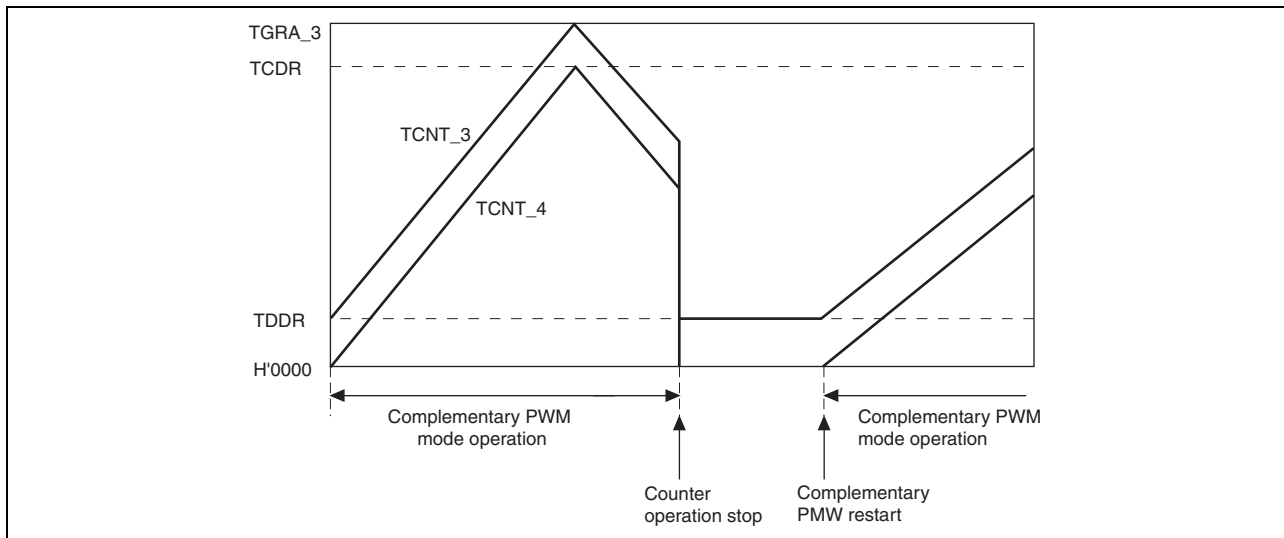 TGRA_3
TCDR
TCNT_3
TCNT_4
TDDR
H'0000
Complementary PWM
mode operation
Complementary PWM
mode operation
Counter
operation stop
Complementary
PMW restart